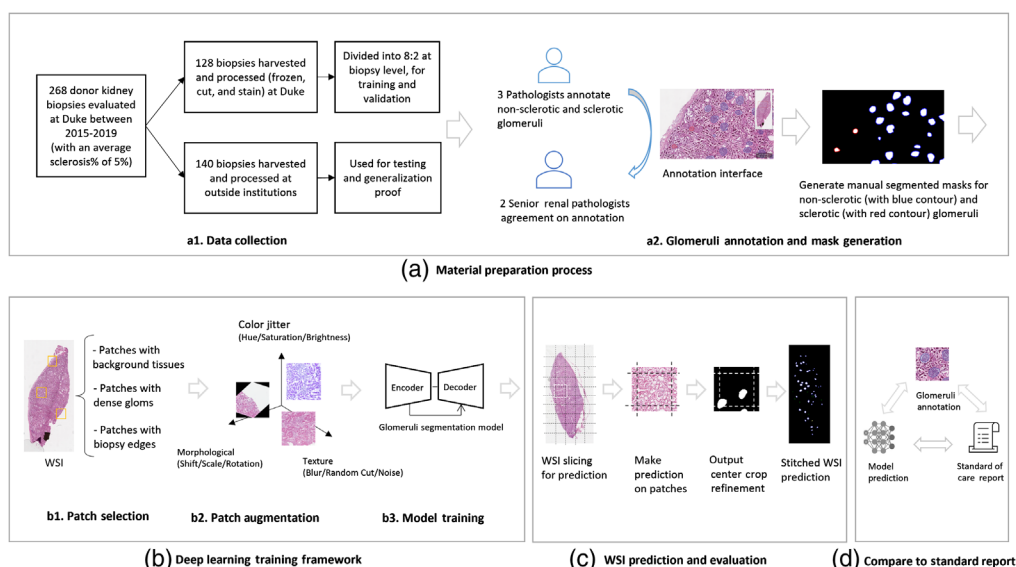 268 donor kidney
biopsies evaluated
at Duke between
2015-2019
(with an average
sclerosis% of 5%)
128 biopsies harvested
and processed (frozen,
cut, and stain) at Duke
Divided into 8:2 at
biopsy level, for
training and
validation
140 biopsies harvested
and processed at
outside institutions
Used for testing
and generalization
proof
a1. Data collection
3 Pathologists annotate
non-sclerotic and sclerotic
glomeruli
2 Senior renal pathologists
agreement on annotation
Annotation interface
Generate manual segmented masks for
non-sclerotic (with blue contour) and
sclerotic (with red contour) glomeruli
a2. Glomeruli annotation and mask generation
(a) Material preparation process
WSI
- Patches with
background tissues
- Patches with
dense gloms
- Patches with
biopsy edges
b1. Patch selection
Color jitter
(Hue/Saturation/Brightness)
Morphological
(Shift/Scale/Rotation)
Texture
(Blur/Random Cut/Noise)
b2. Patch augmentation
Encoder
Decoder
Glomeruli segmentation model
b3. Model training
(b) Deep learning training framework
WSI slicing
for prediction
Make
prediction
on patches
Output
center crop
refinement
Stitched WSI
prediction
(c) WSI prediction and evaluation
Glomeruli
annotation
Model
prediction
Standard of
care report
(d) Compare to standard report